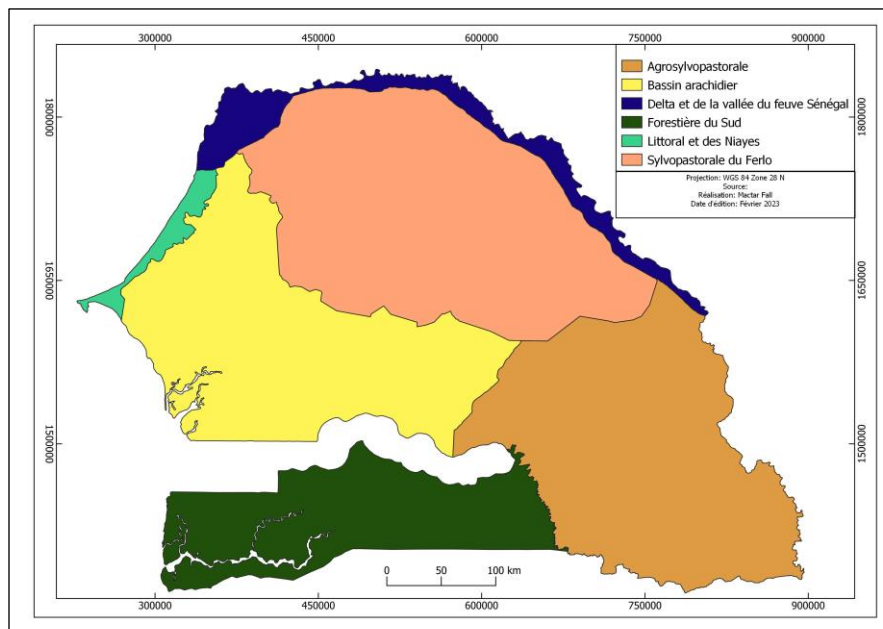 300000 450000 600000 750000 900000
Agrosylvopastorale
Bassin arachidier
Delta et de la vallée du feuve Sénégal
Forestière du Sud
Littoral et des Niayes
Sylvopastorale du Ferlo
Projection: WGS 84 Zone 28 N
Source:
Réalisation: Mactar Fall
Date d'édition: Février 2023
1800000 1800000
1650000 1650000
1500000 1500000
0 50 100 km
300000 450000 600000 750000 900000